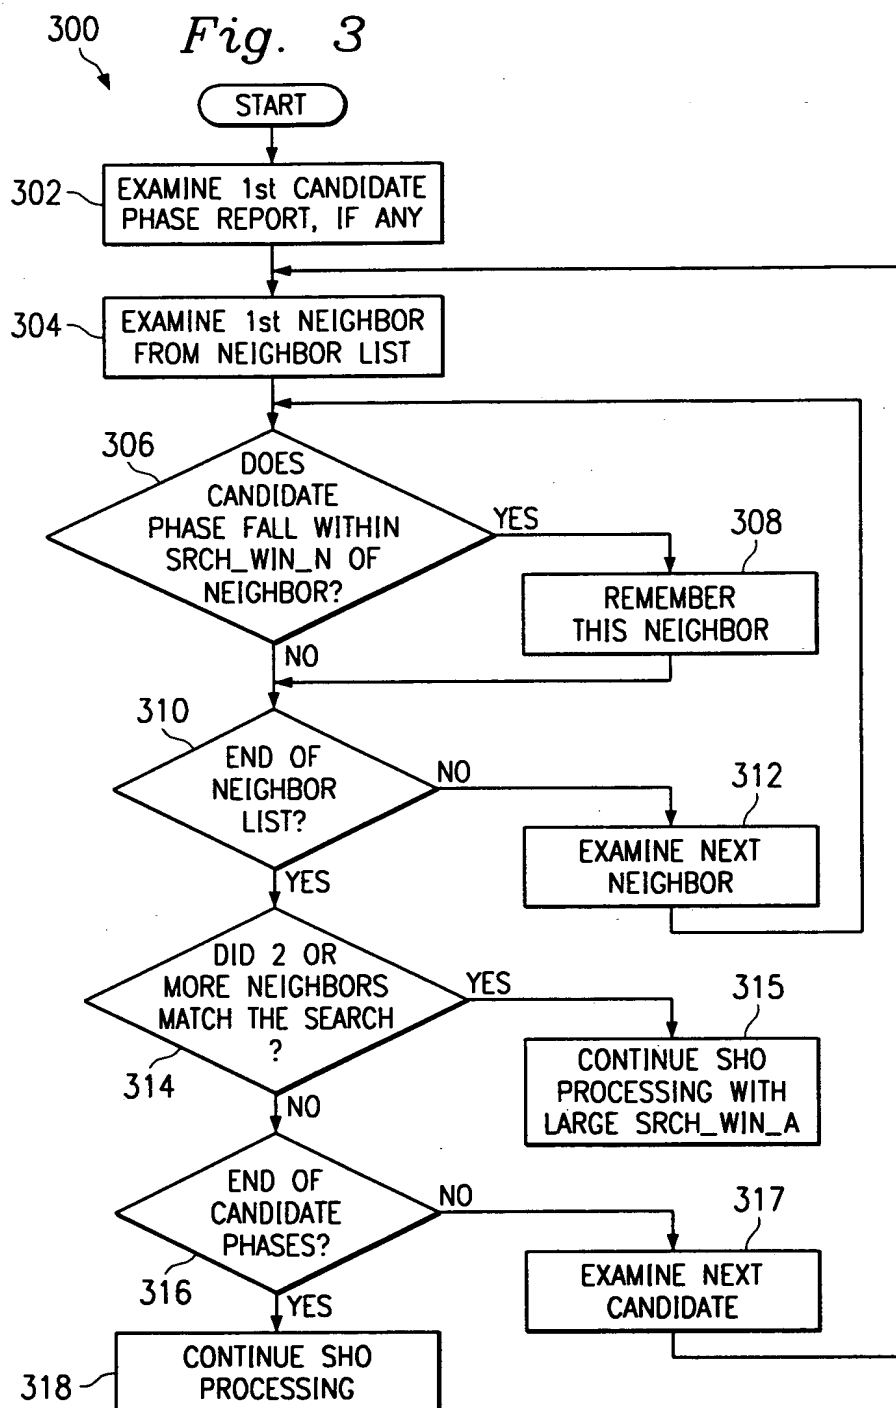 300
Fig. 3
START
302
EXAMINE 1st CANDIDATE
PHASE REPORT, IF ANY
304
EXAMINE 1st NEIGHBOR
FROM NEIGHBOR LIST
306
DOES
CANDIDATE
PHASE FALL WITHIN
SRCH_WIN_N OF
NEIGHBOR?
YES
308
REMEMBER
THIS NEIGHBOR
NO
310
END OF
NEIGHBOR
LIST?
NO
312
EXAMINE NEXT
NEIGHBOR
YES
DID 2 OR
MORE NEIGHBORS
MATCH THE SEARCH
?
314
YES
315
CONTINUE SHO
PROCESSING WITH
LARGE SRCH_WIN_A
NO
END OF
CANDIDATE
PHASES?
316
NO
317
EXAMINE NEXT
CANDIDATE
YES
318
CONTINUE SHO
PROCESSING